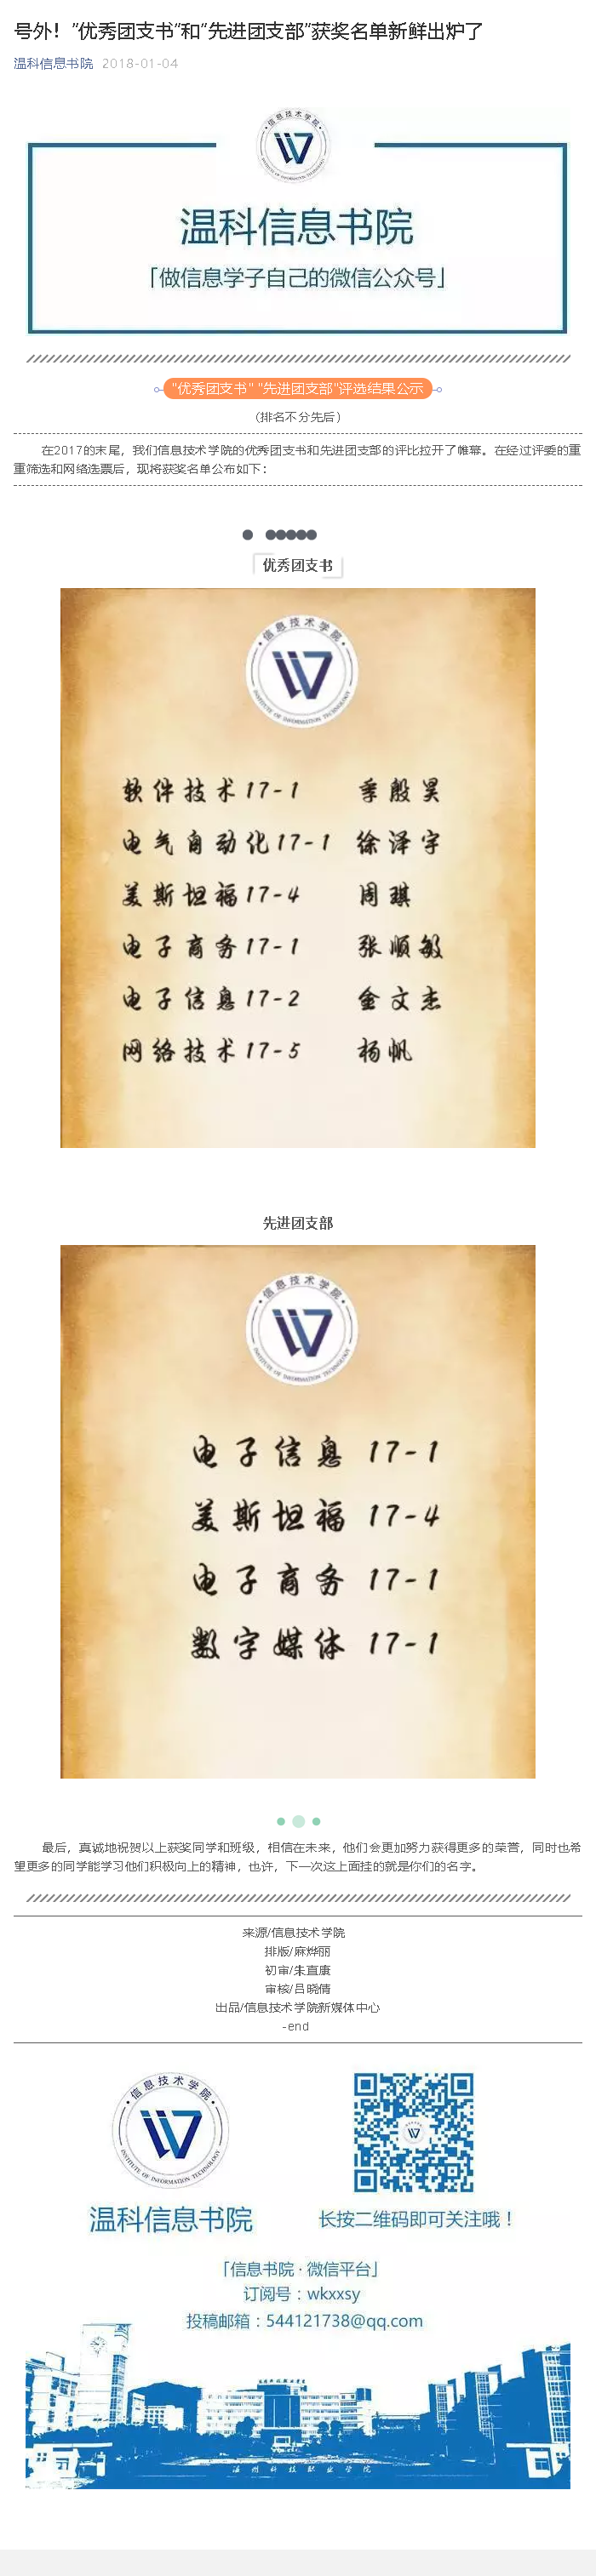 号外！“优秀团支书“和“先进团支部”获奖名单新鲜出炉了
温科信息书院 2018-01-04
信息技术学院
温科信息书院
「做信息学子自己的微信公众号」
"优秀团支书" "先进团支部"评选结果公示
（排名不分先后）
在2017的末尾，我们信息技术学院的优秀团支书和先进团支部的评比拉开了帷幕。在经过评委的重
重筛选和网络选票后，现将获奖名单公布如下：
优秀团支书
信息技术学院
INSTITUTE OF INFORMATION TECHNOLOGY
软件技术17-1 季殷昊
电气自动化17-1 徐泽宇
美斯坦福17-4 周琪
电子商务17-1 张顺敏
电子信息17-2 金文杰
网络技术17-5 杨帆
先进团支部
信息技术学院
INSTITUTE OF INFORMATION TECHNOLOGY
电子信息 17-1
美斯坦福 17-4
电子商务 17-1
数字媒体 17-1
最后，真诚地祝贺以上获奖同学和班级，相信在未来，他们会更加努力获得更多的荣誉，同时也希
望更多的同学能学习他们积极向上的精神，也许，下一次这上面挂的就是你们的名字。
来源/信息技术学院
排版/麻烨丽
初审/朱直康
审核/吕晓倩
出品/信息技术学院新媒体中心
-end
信息技术学院
INSTITUTE OF INFORMATION TECHNOLOGY
温科信息书院
长按二维码即可关注哦！
「信息书院·微信平台」
订阅号：wkxxsy
投稿邮箱：544121738@qq.com
温州科技职业学院